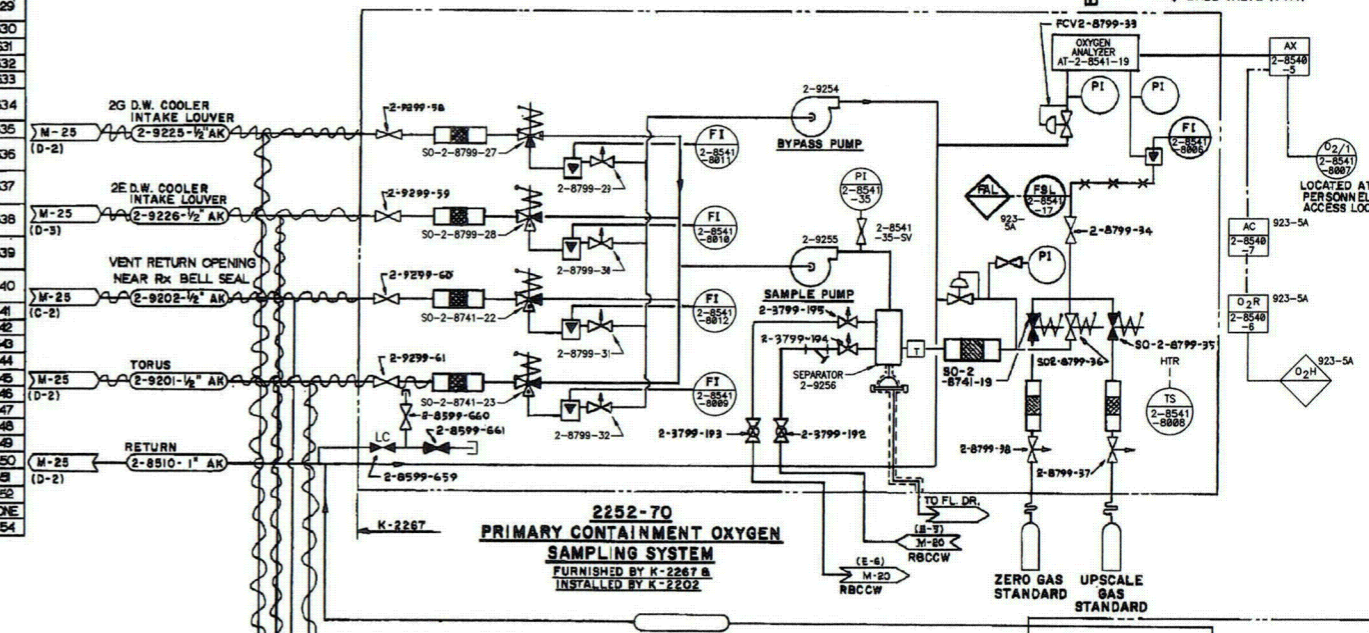 29
30
31
32
33
34
35
36
37
38
39
40
41
42
43
44
45
46
47
48
49
50
51
52
ONE
54
2G D.W. COOLER
INTAKE LOUVER
M-25
2-9225-½" AK
(D-2)
2E D.W. COOLER
INTAKE LOUVER
M-25
2-9226-½" AK
(D-3)
VENT RETURN OPENING
NEAR Rx BELL SEAL
M-25
2-9202-½" AK
(C-2)
TORUS
M-25
2-9201-½" AK
(D-2)
RETURN
M-25
2-8510-1" AK
(D-2)
2-9299-58
SO-2-8799-27
2-8799-29
FI
2-8541
-8011
2-9299-59
SO-2-8799-28
2-8799-30
FI
2-8541
-8010
2-9299-60
SO-2-8741-22
2-8799-31
FI
2-8541
-8012
2-9299-61
SO-2-8741-23
2-8799-32
FI
2-8541
-8009
2-8599-660
2-8599-661
LC
2-8599-659
K-2267
2-9254
BYPASS PUMP
PI
2-8541
-35
2-8541
-35-SV
2-9255
SAMPLE PUMP
2-3799-195
2-3799-194
SEPARATOR
2-9256
T
2-3799-193
2-3799-192
FCV2-8799-33
OXYGEN
ANALYZER
AT-2-8541-19
PI
PI
FI
2-8541
-8006
FAL
FSL
2-8541
-17
923-
5A
2-8799-34
PI
SO-2
-8741-19
SO2-8799-36
SO-2-8799-35
HTR
TS
2-8541
-8008
2-8799-38
2-8799-37
AX
2-8540
-5
O2/1
2-8541
-8007
LOCATED AT
PERSONNEL
ACCESS LOC
AC
2-8540
-7
923-5A
O2R
2-8540
-6
923-5A
O2H
923-5A
TO FL. DR.
M-20
RBCCW
(E-6)
M-20
RBCCW
ZERO GAS
STANDARD
UPSCALE
GAS
STANDARD
2252-70
PRIMARY CONTAINMENT OXYGEN
SAMPLING SYSTEM
FURNISHED BY K-2267 &
INSTALLED BY K-2202